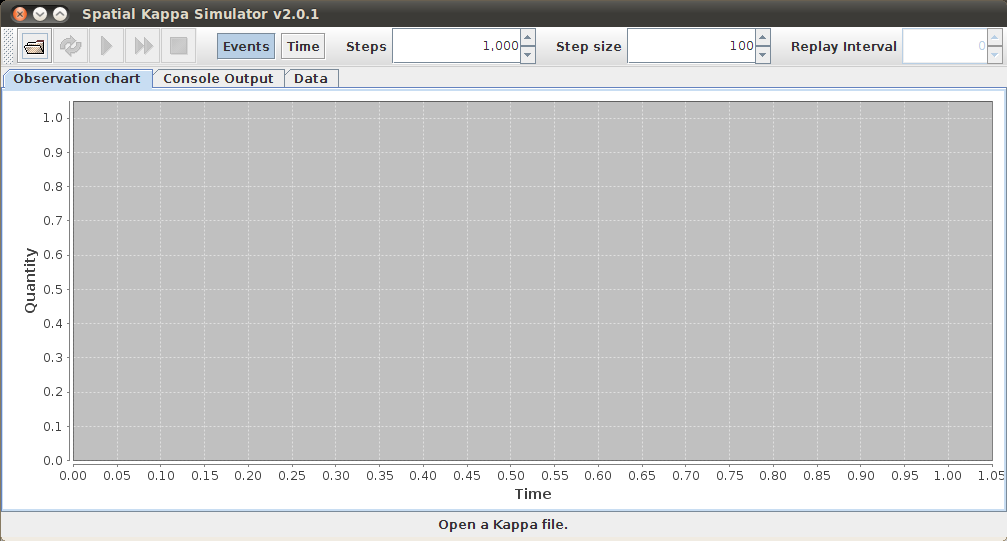 Spatial Kappa Simulator v2.0.1
Events Time Steps 1,000 Step size 100 Replay Interval 0
Observation chart Console Output Data
1.0
0.9
0.8
0.7
0.6
0.5
0.4
0.3
0.2
0.1
0.0
Quantity
0.00 0.05 0.10 0.15 0.20 0.25 0.30 0.35 0.40 0.45 0.50 0.55 0.60 0.65 0.70 0.75 0.80 0.85 0.90 0.95 1.00 1.05
Time
Open a Kappa file.